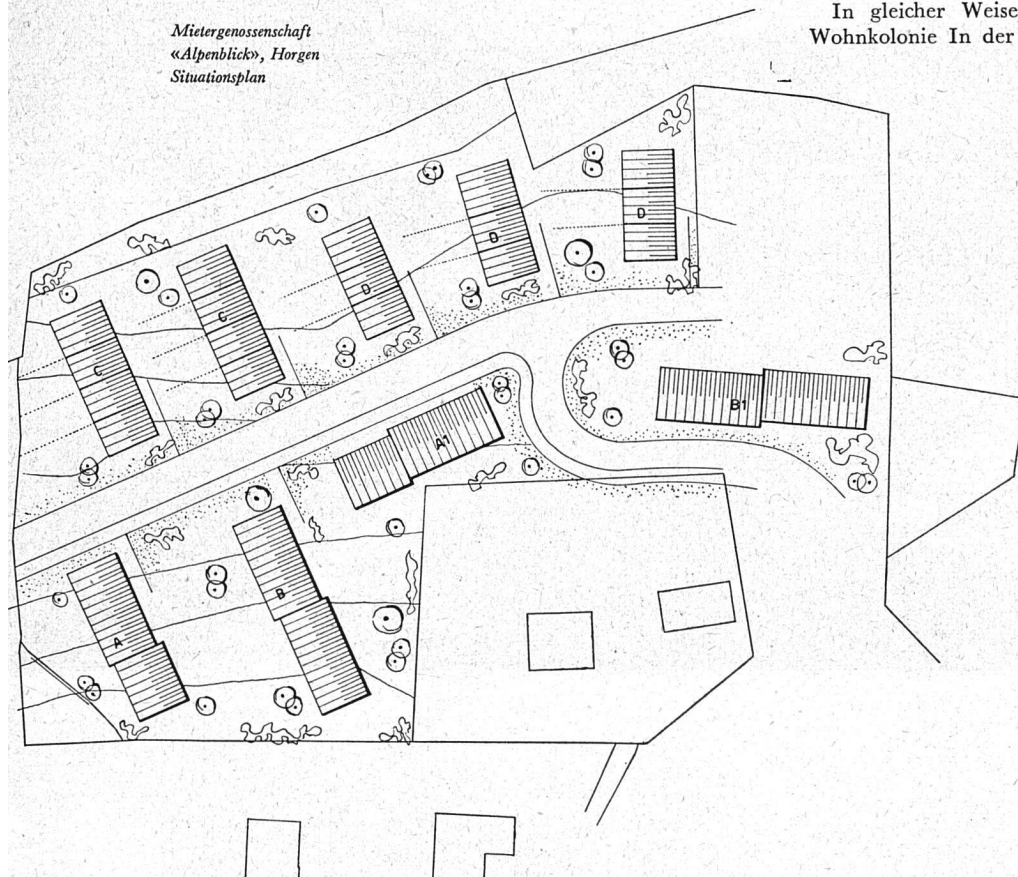 In gleicher Weise
Wohnkolonie In der
Mietergenossenschaft
«Alpenblick», Horgen
Situationsplan
D
D
D
C
C
A1
B1
B
A